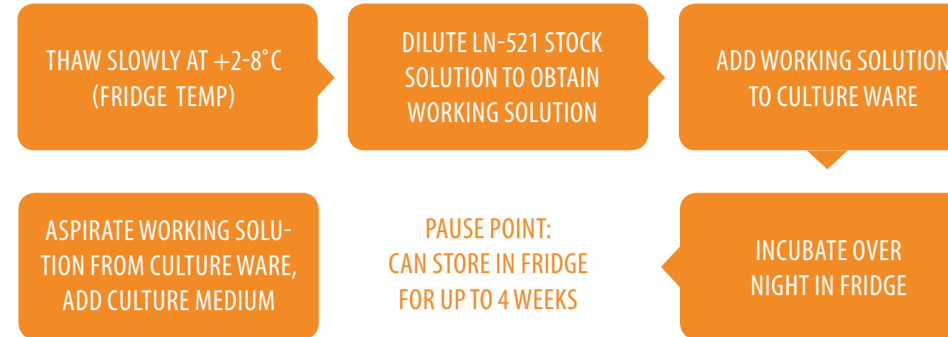 THAW SLOWLY AT +2-8˚C
(FRIDGE TEMP)
DILUTE LN-521 STOCK
SOLUTION TO OBTAIN
WORKING SOLUTION
ADD WORKING SOLUTION
TO CULTURE WARE
INCUBATE OVER
NIGHT IN FRIDGE
PAUSE POINT:
CAN STORE IN FRIDGE
FOR UP TO 4 WEEKS
ASPIRATE WORKING SOLU-
TION FROM CULTURE WARE,
ADD CULTURE MEDIUM